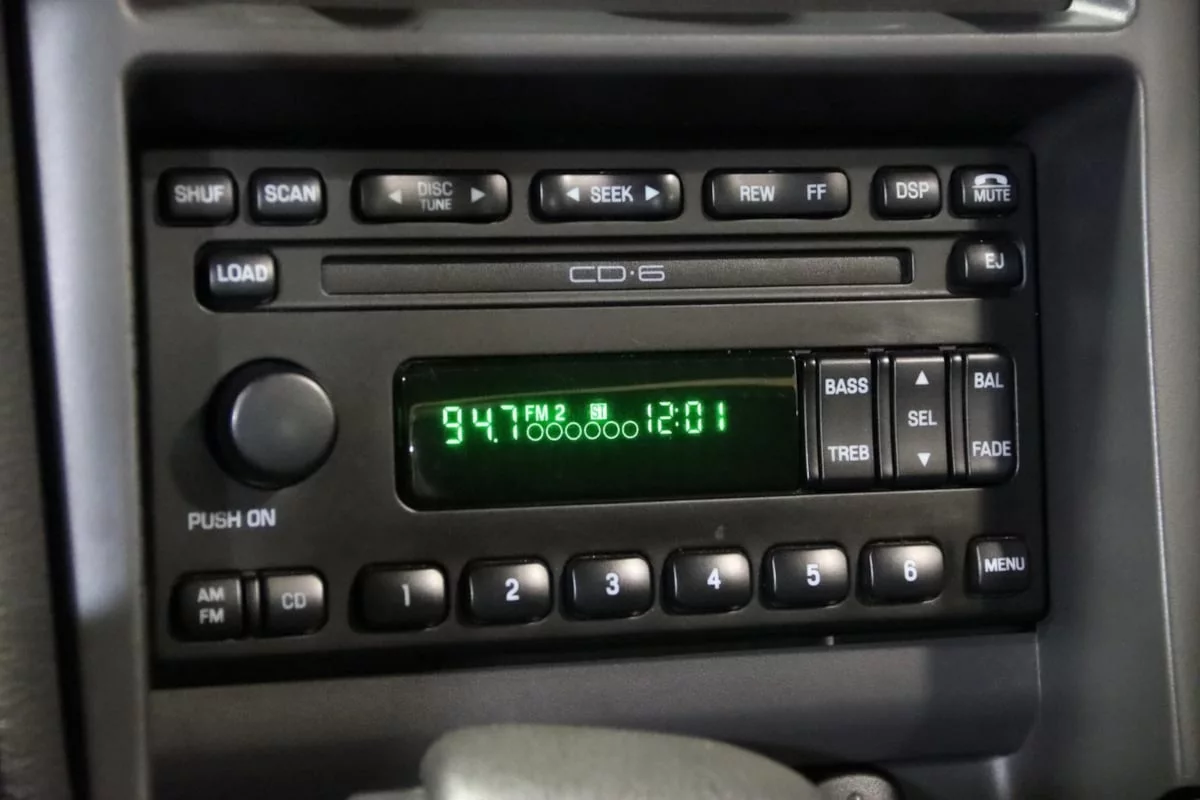 SHUF SCAN ◀ DISC TUNE ▶ ◀ SEEK ▶ REW FF DSP MUTE
LOAD CD·6 EJ
94.7 FM 2 ST 12:01
BASS ▲ BAL
SEL
TREB ▼ FADE
PUSH ON
AM FM CD 1 2 3 4 5 6 MENU